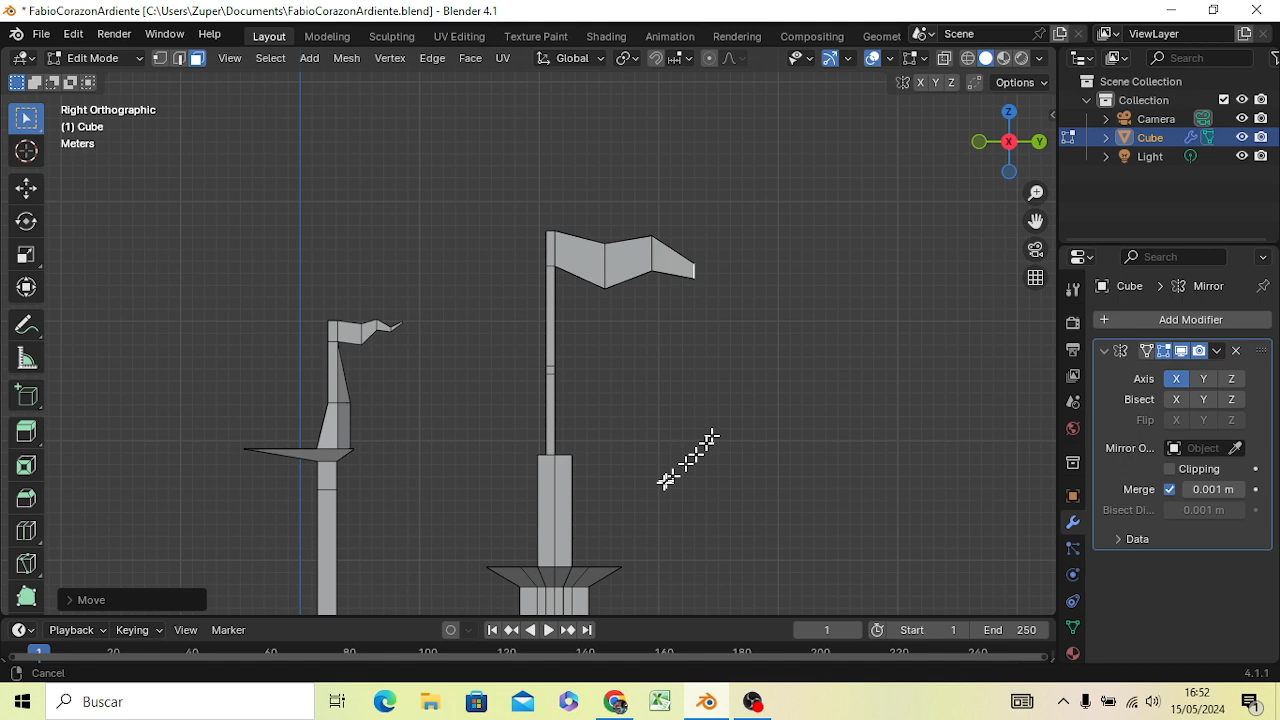 * FabioCorazonArdiente [C:\Users\Zuper\Documents\FabioCorazonArdiente.blend] - Blender 4.1
File Edit Render Window Help Layout Modeling Sculpting UV Editing Texture Paint Shading Animation Rendering Compositing Geomet Scene ViewLayer
Edit Mode View Select Add Mesh Vertex Edge Face UV Global Search
X Y Z Options
Right Orthographic
(1) Cube
Meters
Z
X
Y
Scene Collection
Collection
Camera
Cube
Light
Search
Cube > Mirror
+ Add Modifier
Axis X Y Z
Bisect X Y Z
Flip X Y Z
Mirror O... Object
Clipping
Merge 0.001 m
Bisect Di... 0.001 m
> Data
> Move
Playback Keying View Marker 1 Start 1 End 250
1 20 40 60 80 100 120 140 160 180 200 220 240
Cancel 4.1.1
Buscar
16:52
15/05/2024
1